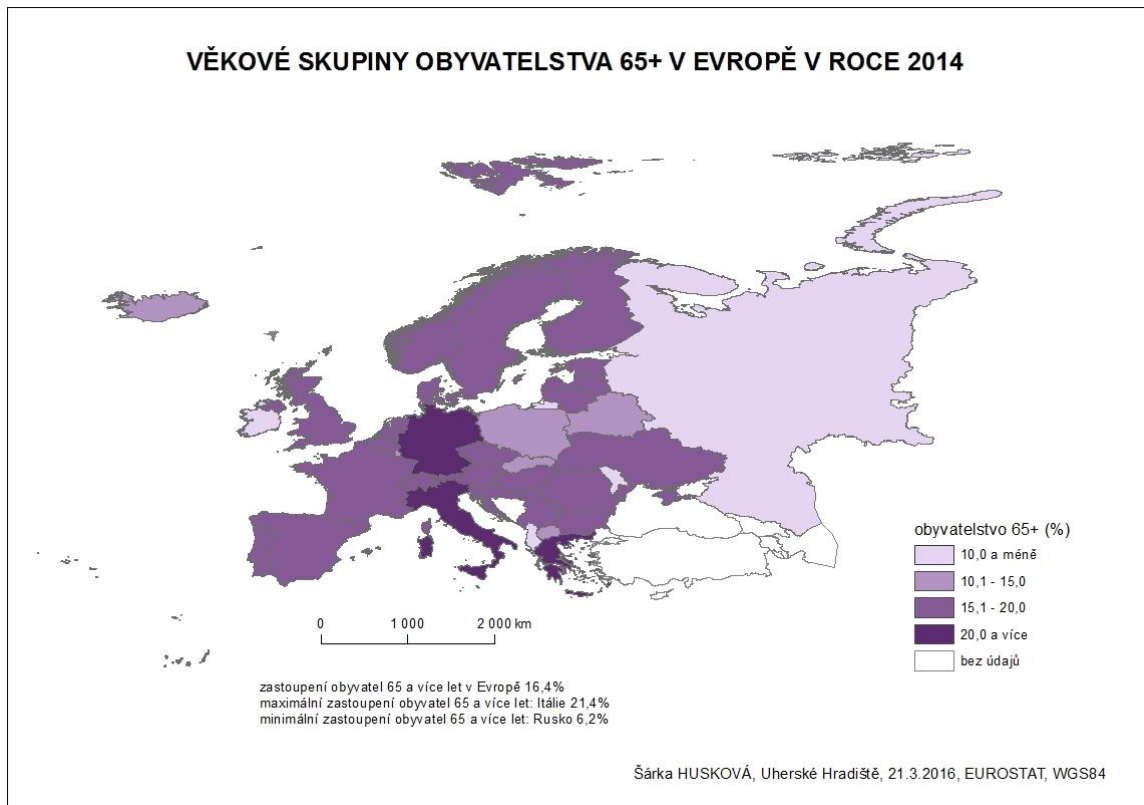 VĚKOVÉ SKUPINY OBYVATELSTVA 65+ V EVROPĚ V ROCE 2014
obyvatelstvo 65+ (%)
10,0 a méně
10,1 - 15,0
15,1 - 20,0
20,0 a více
bez údajů
0 1 000 2 000 km
zastoupení obyvatel 65 a více let v Evropě 16,4%
maximální zastoupení obyvatel 65 a více let: Itálie 21,4%
minimální zastoupení obyvatel 65 a více let: Rusko 6,2%
Šárka HUSKOVÁ, Uherské Hradiště, 21.3.2016, EUROSTAT, WGS84